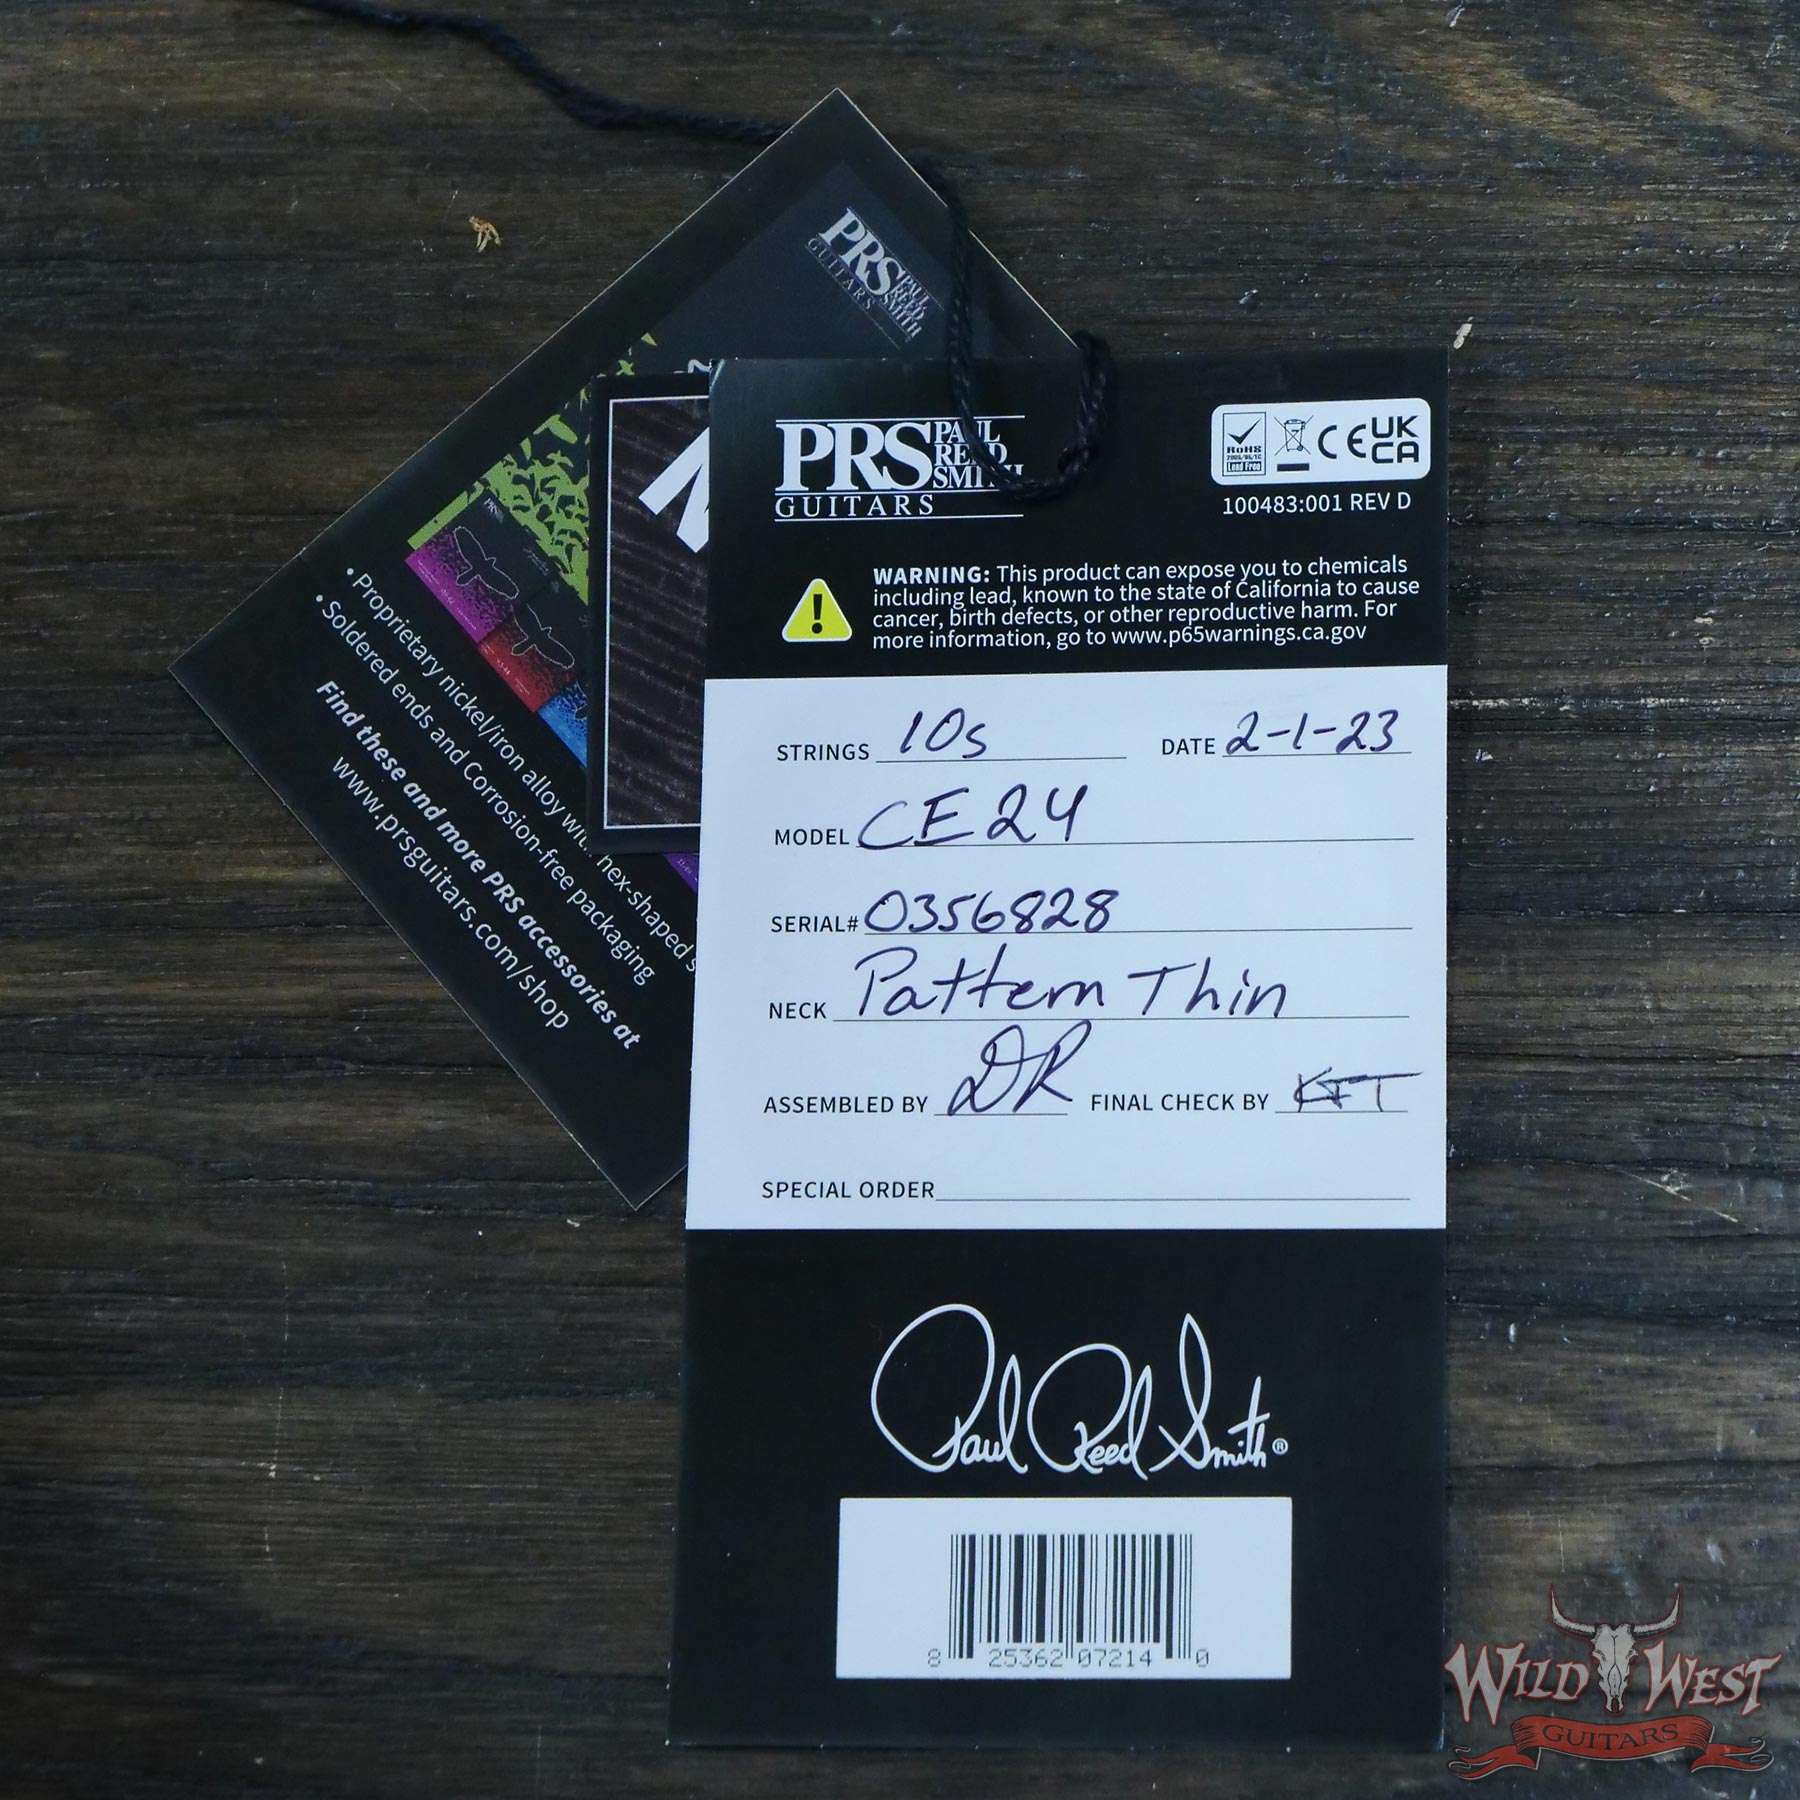 PRS PAUL REED SMITH
GUITARS
• Proprietary nickel/iron alloy with hex-shaped
• Soldered ends and Corrosion-free packaging
Find these and more PRS accessories at
www.prsguitars.com/shop
PRS PAUL REED SMITH
GUITARS
RoHS
Lead Free
CE UK CA
100483:001 REV D
WARNING: This product can expose you to chemicals
including lead, known to the state of California to cause
cancer, birth defects, or other reproductive harm. For
more information, go to www.p65warnings.ca.gov
STRINGS 10s DATE 2-1-23
MODEL CE24
SERIAL# 0356828
NECK Pattern Thin
ASSEMBLED BY DR FINAL CHECK BY
SPECIAL ORDER
Paul Reed Smith®
8 25362 07214 0
WILD WEST
GUITARS